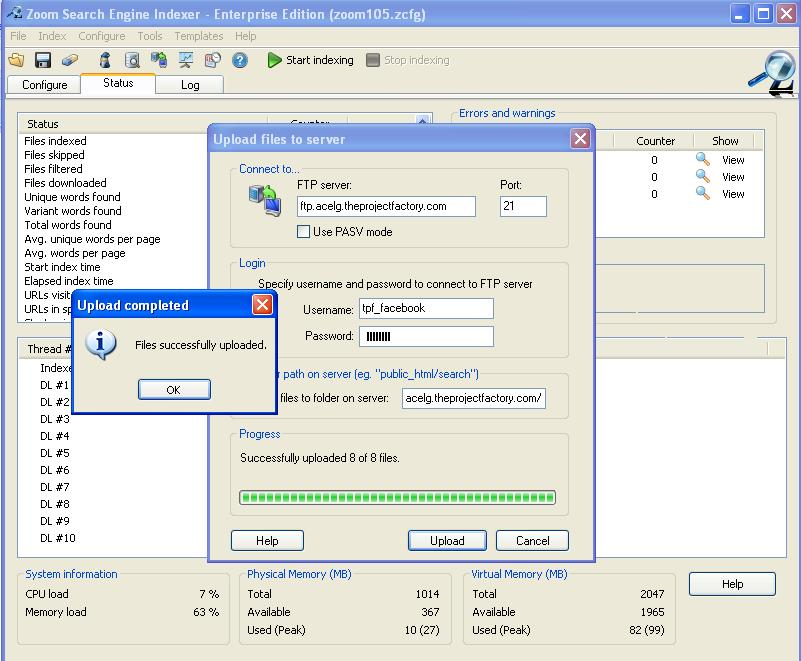 Zoom Search Engine Indexer - Enterprise Edition (zoom105.zcfg)
File Index Configure Tools Templates Help
Start indexing Stop indexing
Configure Status Log
Status Counter
Files indexed
Files skipped
Files filtered
Files downloaded
Unique words found
Variant words found
Total words found
Avg. unique words per page
Avg. words per page
Start index time
Elapsed index time
URLs visit
URLs in sp
Errors and warnings
Counter Show
0 View
0 View
0 View
Thread #
Indexe
DL #1
DL #2
DL #3
DL #4
DL #5
DL #6
DL #7
DL #8
DL #9
DL #10
Upload files to server
Connect to...
FTP server: Port:
ftp.acelg.theprojectfactory.com 21
Use PASV mode
Login
Specify username and password to connect to FTP server
Username: tpf_facebook
Password:
path on server (eg. "public_html/search")
files to folder on server: acelg.theprojectfactory.com/
Progress
Successfully uploaded 8 of 8 files.
Help Upload Cancel
Upload completed
Files successfully uploaded.
OK
System information
CPU load 7 %
Memory load 63 %
Physical Memory (MB)
Total 1014
Available 367
Used (Peak) 10 (27)
Virtual Memory (MB)
Total 2047
Available 1965
Used (Peak) 82 (99)
Help